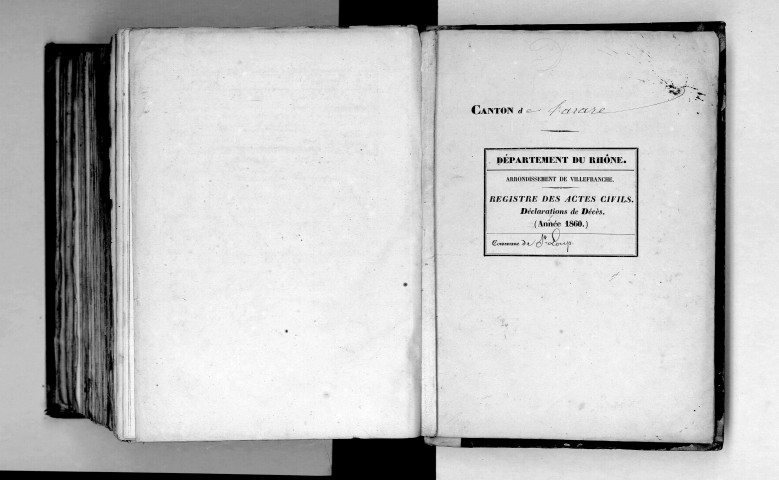 CANTON de Tarare
DÉPARTEMENT DU RHÔNE.
ARRONDISSEMENT DE VILLEFRANCHE.
REGISTRE DES ACTES CIVILS.
Déclarations de Décès.
(Année 1860.)
Commune de St Loup